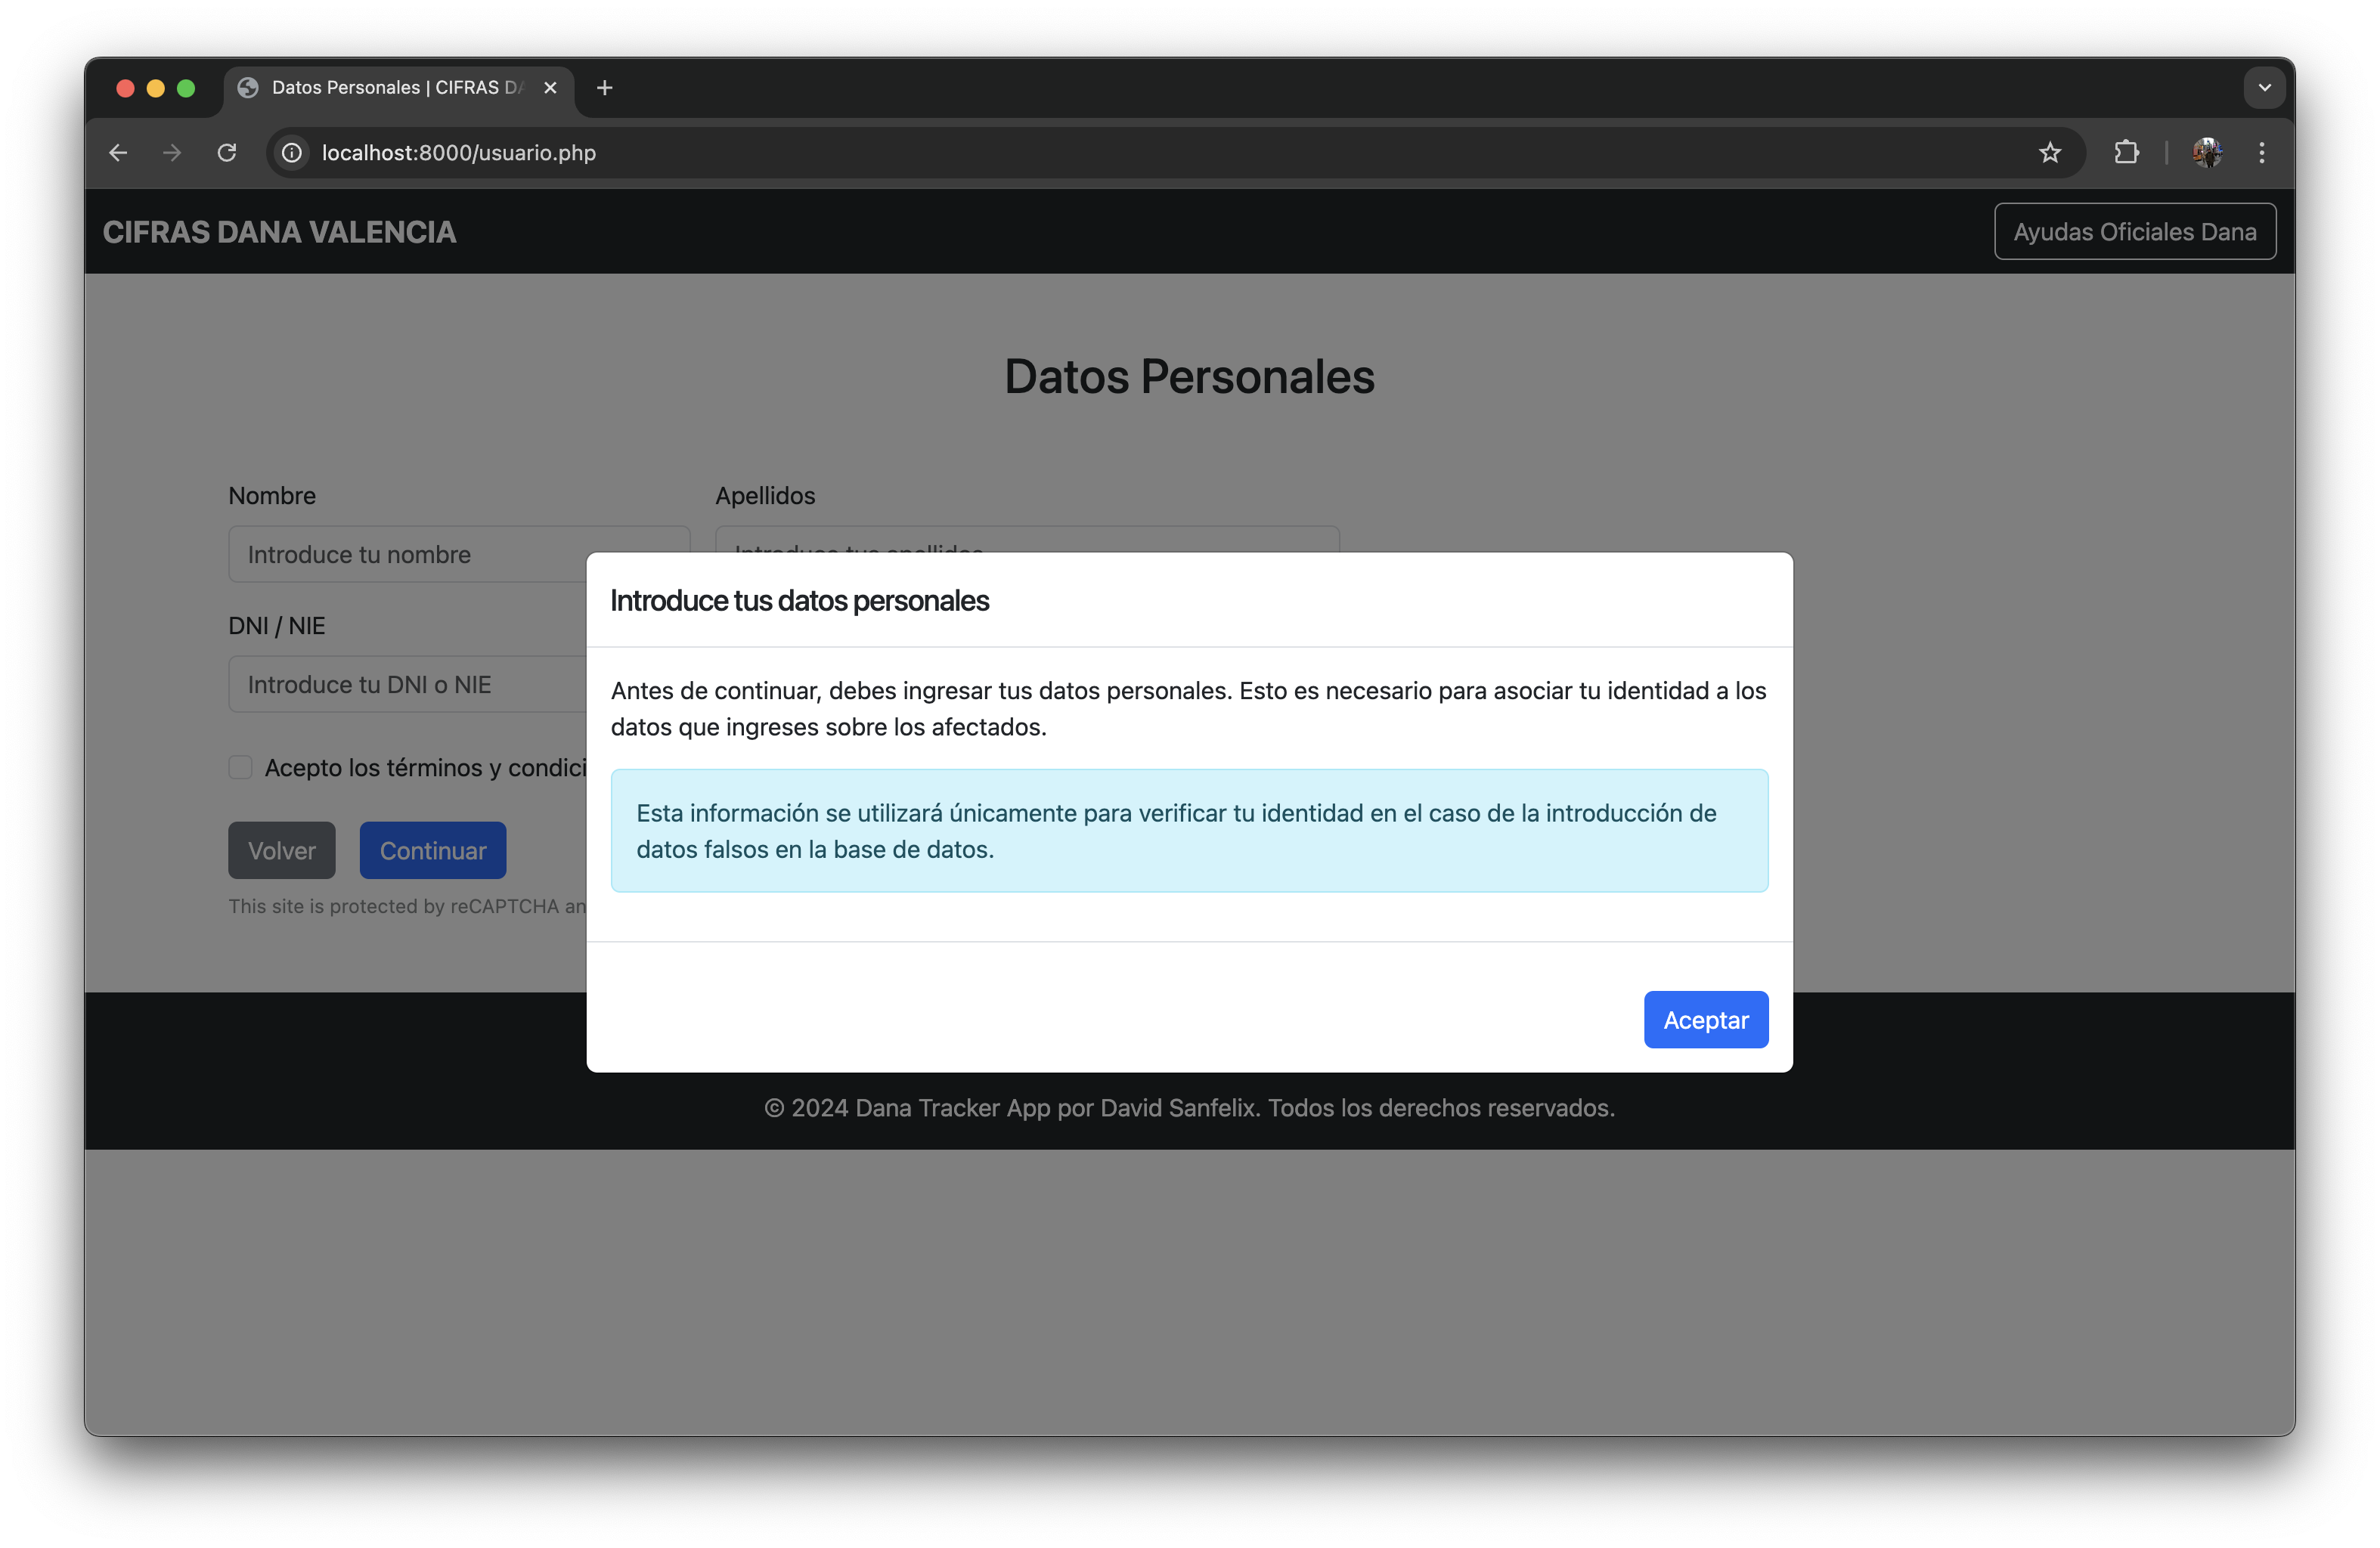 Datos Personales | CIFRAS DA
localhost:8000/usuario.php
CIFRAS DANA VALENCIA
Ayudas Oficiales Dana
Datos Personales
Nombre
Apellidos
Introduce tu nombre
Introduce tus apellidos
DNI / NIE
Introduce tu DNI o NIE
Acepto los términos y condici
Volver
Continuar
This site is protected by reCAPTCHA an
Introduce tus datos personales
Antes de continuar, debes ingresar tus datos personales. Esto es necesario para asociar tu identidad a los
datos que ingreses sobre los afectados.
Esta información se utilizará únicamente para verificar tu identidad en el caso de la introducción de
datos falsos en la base de datos.
Aceptar
© 2024 Dana Tracker App por David Sanfelix. Todos los derechos reservados.